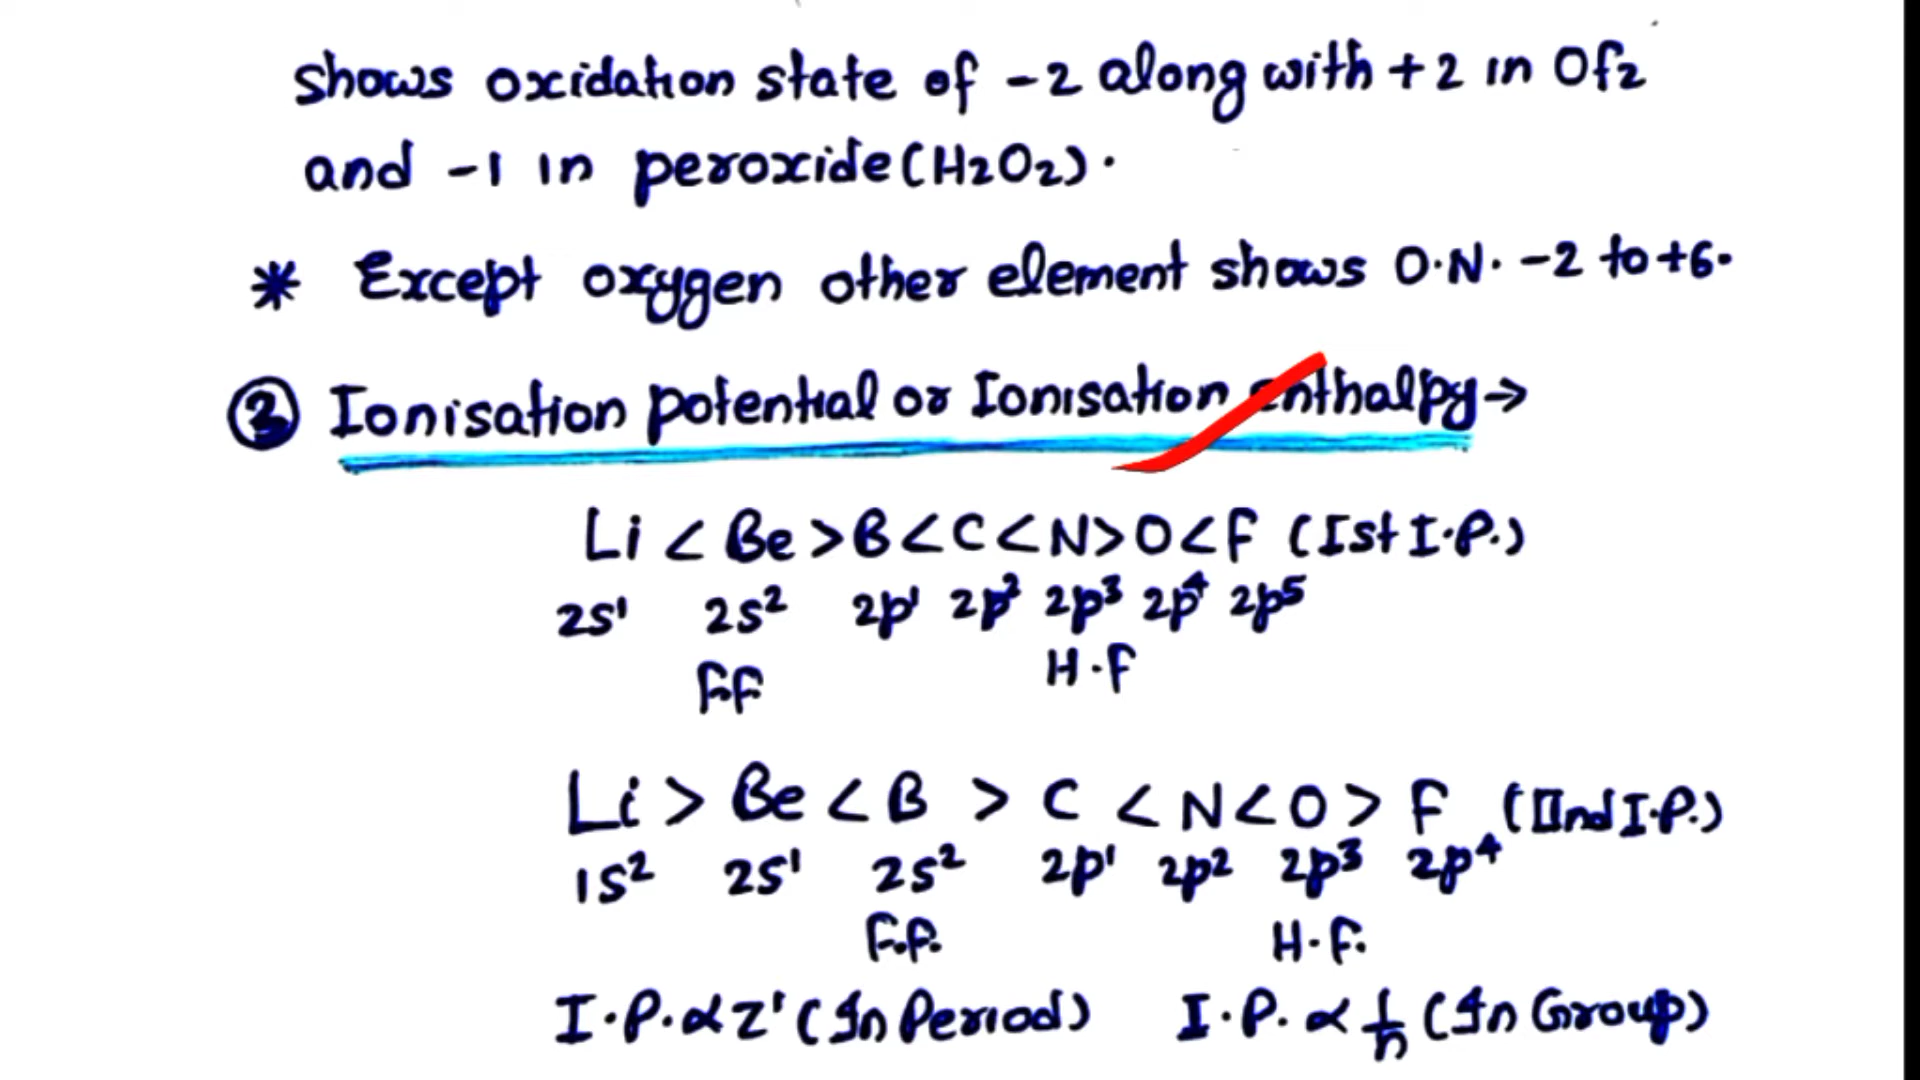 shows oxidation state of -2 along with +2 in Of2
and -1 in peroxide(H2O2).
* Except oxygen other element shows O.N. -2 to +6.
③ Ionisation potential or Ionisation enthalpy→
Li < Be > B < C < N > O < F (Ist I.P.)
2s¹ 2s² 2p¹ 2p² 2p³ 2p⁴ 2p⁵
F.F H.F
Li > Be < B > C < N < O > F (IInd I.P.)
1s² 2s¹ 2s² 2p¹ 2p² 2p³ 2p⁴
F.F. H.F.
I.P. ∝ Z' (In Period) I.P. ∝ 1/n (In Group)